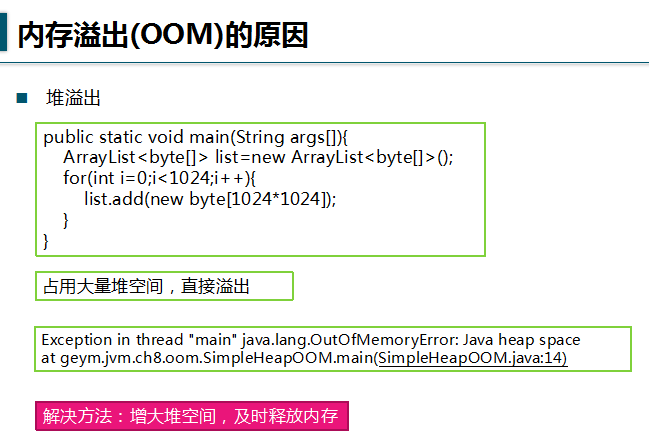 内存溢出(OOM)的原因
堆溢出
public static void main(String args[]){
ArrayList<byte[]> list=new ArrayList<byte[]>();
for(int i=0;i<1024;i++){
list.add(new byte[1024*1024]);
}
}
占用大量堆空间，直接溢出
Exception in thread "main" java.lang.OutOfMemoryError: Java heap space
at geym.jvm.ch8.oom.SimpleHeapOOM.main(SimpleHeapOOM.java:14)
解决方法：增大堆空间，及时释放内存